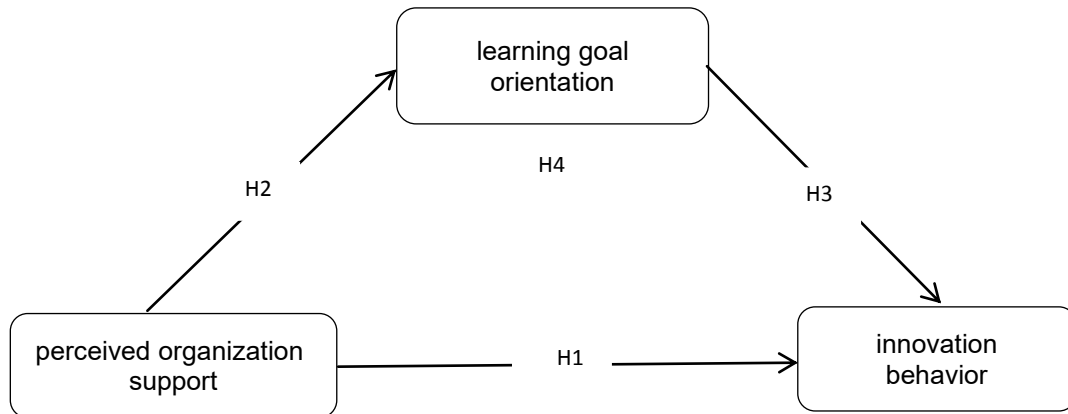 learning goal
orientation
H4
H2
H3
perceived organization
support
H1
innovation
behavior